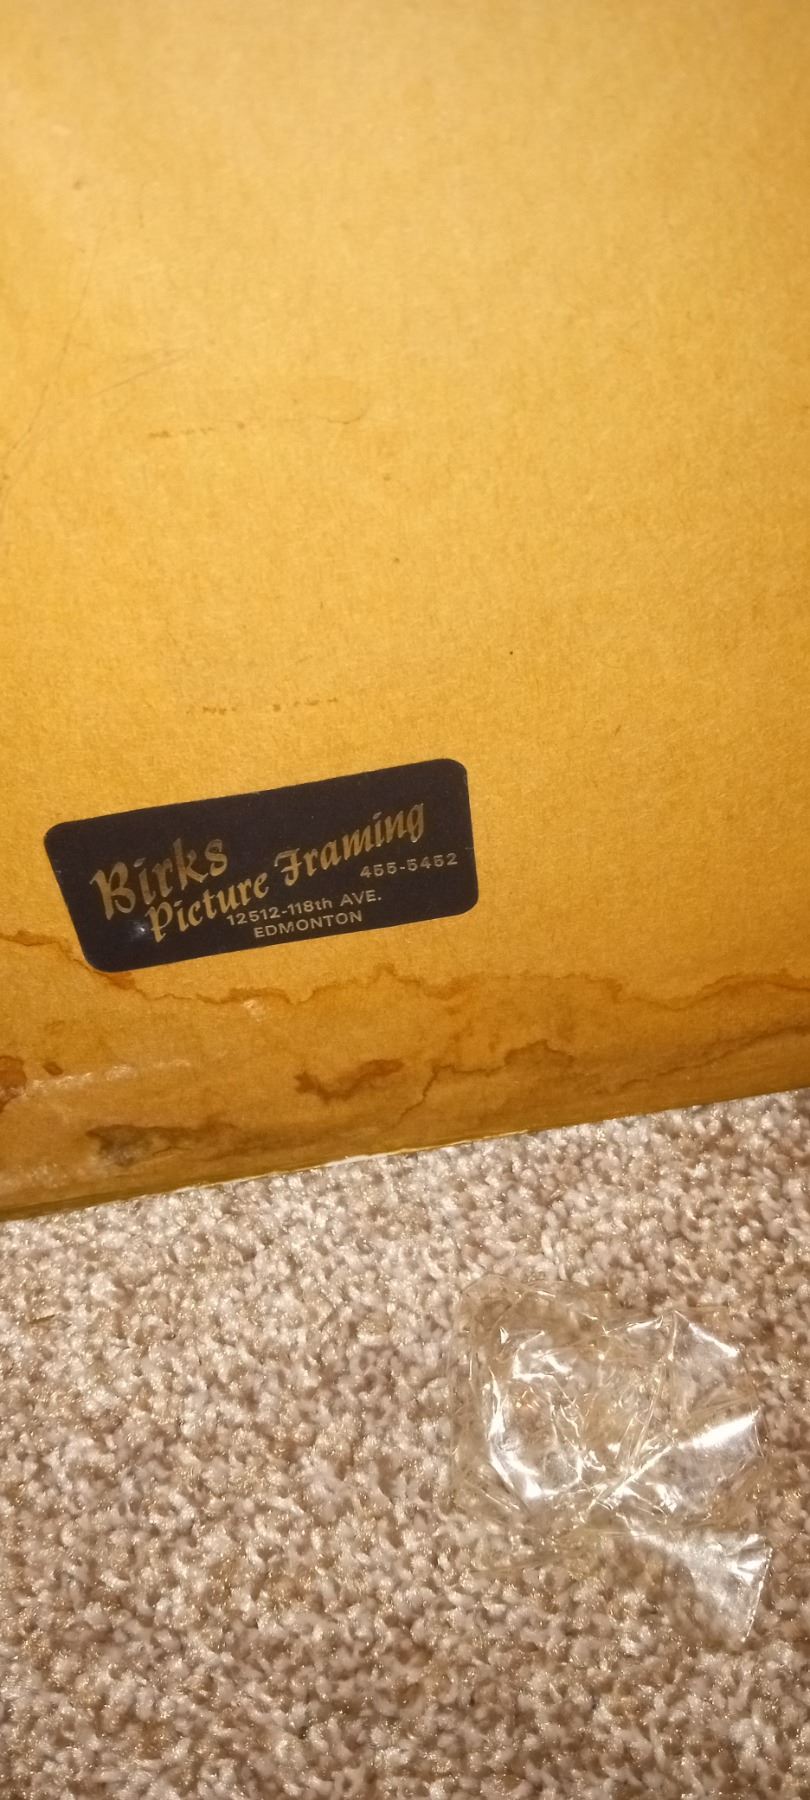 Birks
Picture Framing
455-5452
12512-118th AVE.
EDMONTON